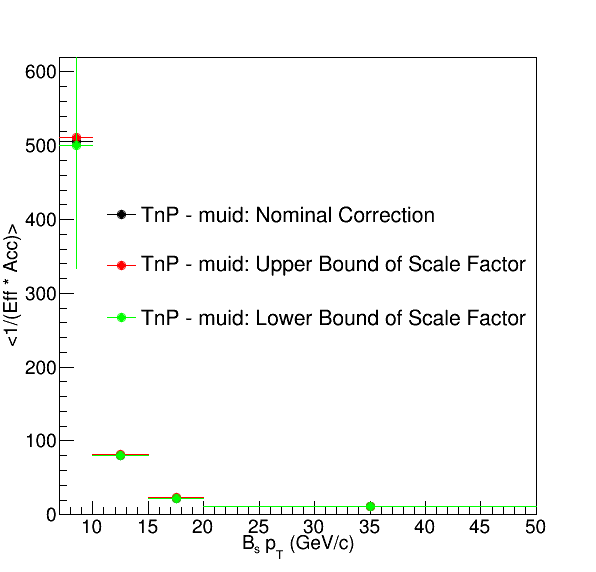 600
500
400
300
200
100
0
<1/(Eff * Acc)>
TnP - muid: Nominal Correction
TnP - muid: Upper Bound of Scale Factor
TnP - muid: Lower Bound of Scale Factor
10 15 20 25 30 35 40 45 50
Bs pT (GeV/c)